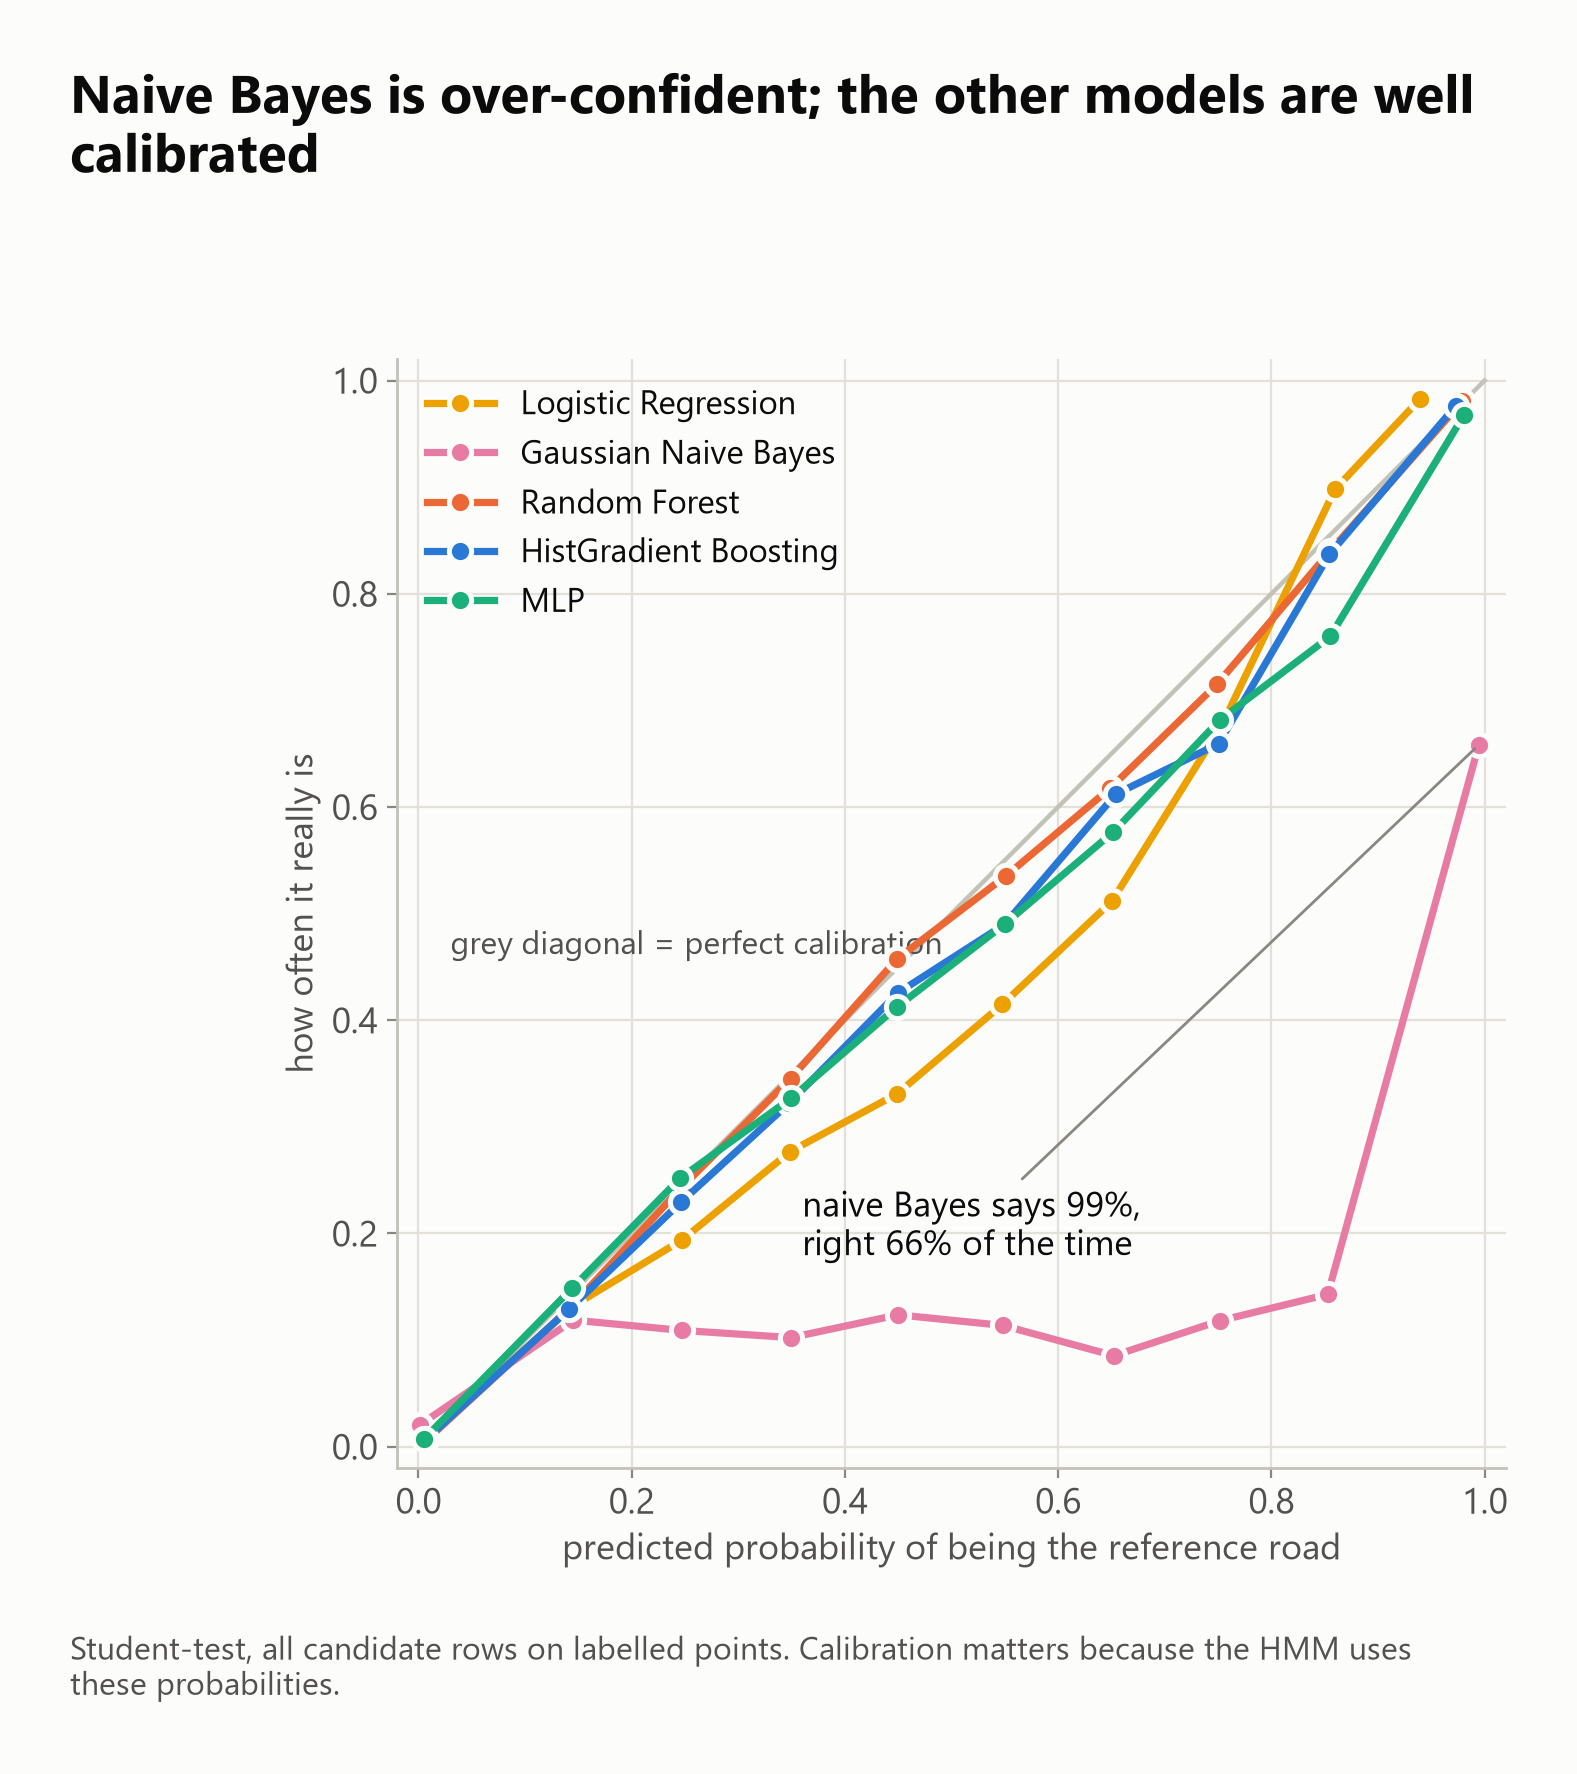 Naive Bayes is over-confident; the other models are well
calibrated
1.0
0.8
0.6
0.4
0.2
0.0
how often it really is
Logistic Regression
Gaussian Naive Bayes
Random Forest
HistGradient Boosting
MLP
grey diagonal = perfect calibration
naive Bayes says 99%,
right 66% of the time
0.0 0.2 0.4 0.6 0.8 1.0
predicted probability of being the reference road
Student-test, all candidate rows on labelled points. Calibration matters because the HMM uses
these probabilities.